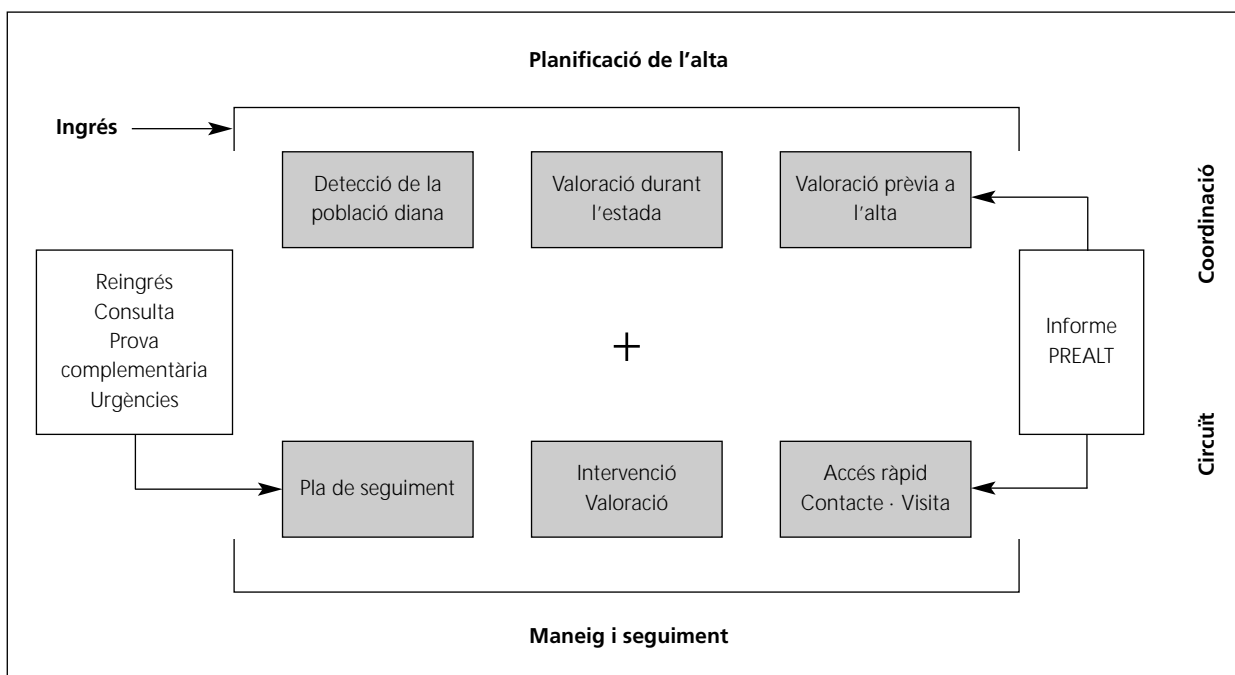 Planificació de l'alta
Ingrés
Detecció de la
població diana
Valoració durant
l'estada
Valoració prèvia a
l'alta
Coordinació
Reingrés
Consulta
Prova
complementària
Urgències
+
Informe
PREALT
Circuït
Pla de seguiment
Intervenció
Valoració
Accés ràpid
Contacte · Visita
Maneig i seguiment